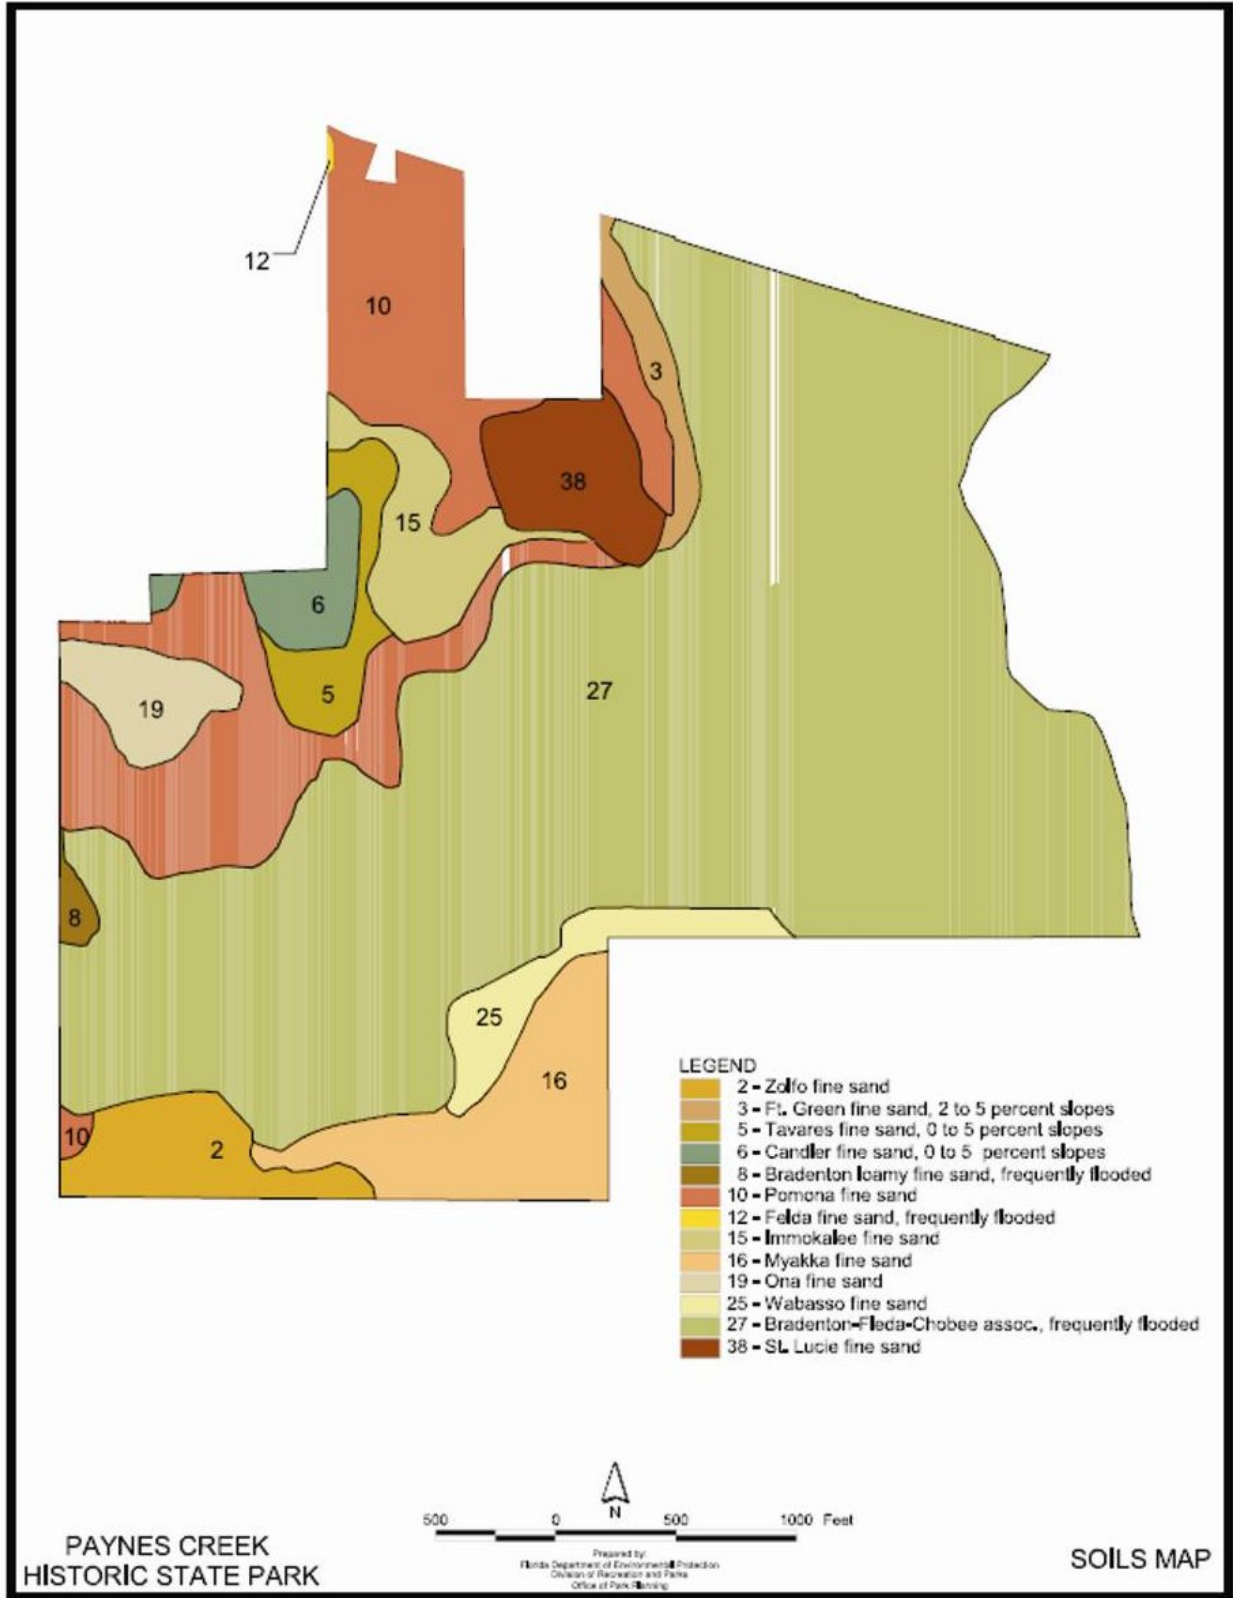 12
10
3
38
15
6
5
19
27
8
25
16
10
2
LEGEND
2 - Zolfo fine sand
3 - Ft. Green fine sand, 2 to 5 percent slopes
5 - Tavares fine sand, 0 to 5 percent slopes
6 - Candler fine sand, 0 to 5 percent slopes
8 - Bradenton loamy fine sand, frequently flooded
10 - Pomona fine sand
12 - Felda fine sand, frequently flooded
15 - Immokalee fine sand
16 - Myakka fine sand
19 - Ona fine sand
25 - Wabasso fine sand
27 - Bradenton-Fleda-Chobee assoc., frequently flooded
38 - St. Lucie fine sand
N
500 0 500 1000 Feet
Prepared by:
Florida Department of Environmental Protection
Division of Recreation and Parks
Office of Park Planning
PAYNES CREEK
HISTORIC STATE PARK
SOILS MAP